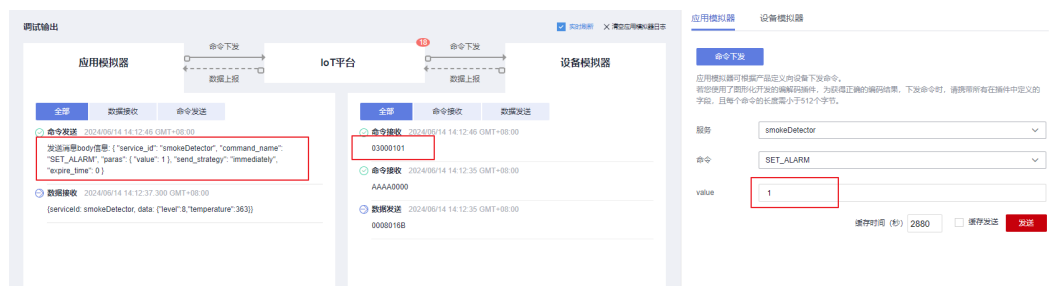 调试输出
实时刷新 清空应用模拟器日志
应用模拟器
命令下发
数据上报
IoT平台
18
命令下发
数据上报
设备模拟器
全部 数据接收 命令发送
命令发送 2024/06/14 14:12:46 GMT+08:00
发送消息body信息: { "service_id": "smokeDetector", "command_name":
"SET_ALARM", "paras": { "value": 1 }, "send_strategy": "immediately",
"expire_time": 0 }
数据接收 2024/06/14 14:12:37.300 GMT+08:00
{serviceId: smokeDetector, data: {"level":8,"temperature":363}}
全部 命令接收 数据发送
命令接收 2024/06/14 14:12:46 GMT+08:00
03000101
命令接收 2024/06/14 14:12:35 GMT+08:00
AAAA0000
数据发送 2024/06/14 14:12:35 GMT+08:00
0008016B
应用模拟器 设备模拟器
命令下发
应用模拟器可根据产品定义向设备下发命令。
若您使用了图形化开发的编解码插件，为获得正确的编码结果，下发命令时，请携带所有在插件中定义的
字段，且每个命令的长度需小于512个字节。
服务 smokeDetector
命令 SET_ALARM
value 1
缓存时间（秒） 2880 缓存发送 发送